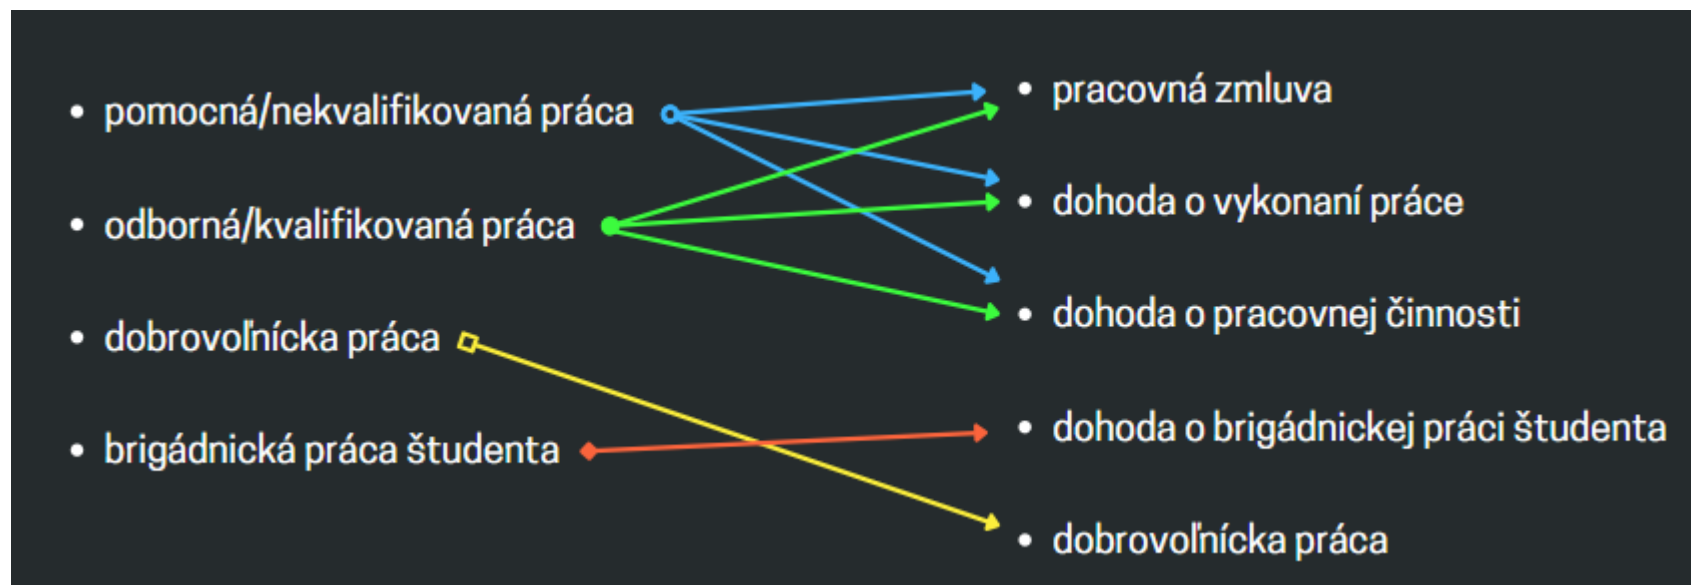 • pomocná/nekvalifikovaná práca
• odborná/kvalifikovaná práca
• dobrovoľnícka práca
• brigádnická práca študenta
• pracovná zmluva
• dohoda o vykonaní práce
• dohoda o pracovnej činnosti
• dohoda o brigádnickej práci študenta
• dobrovoľnícka práca